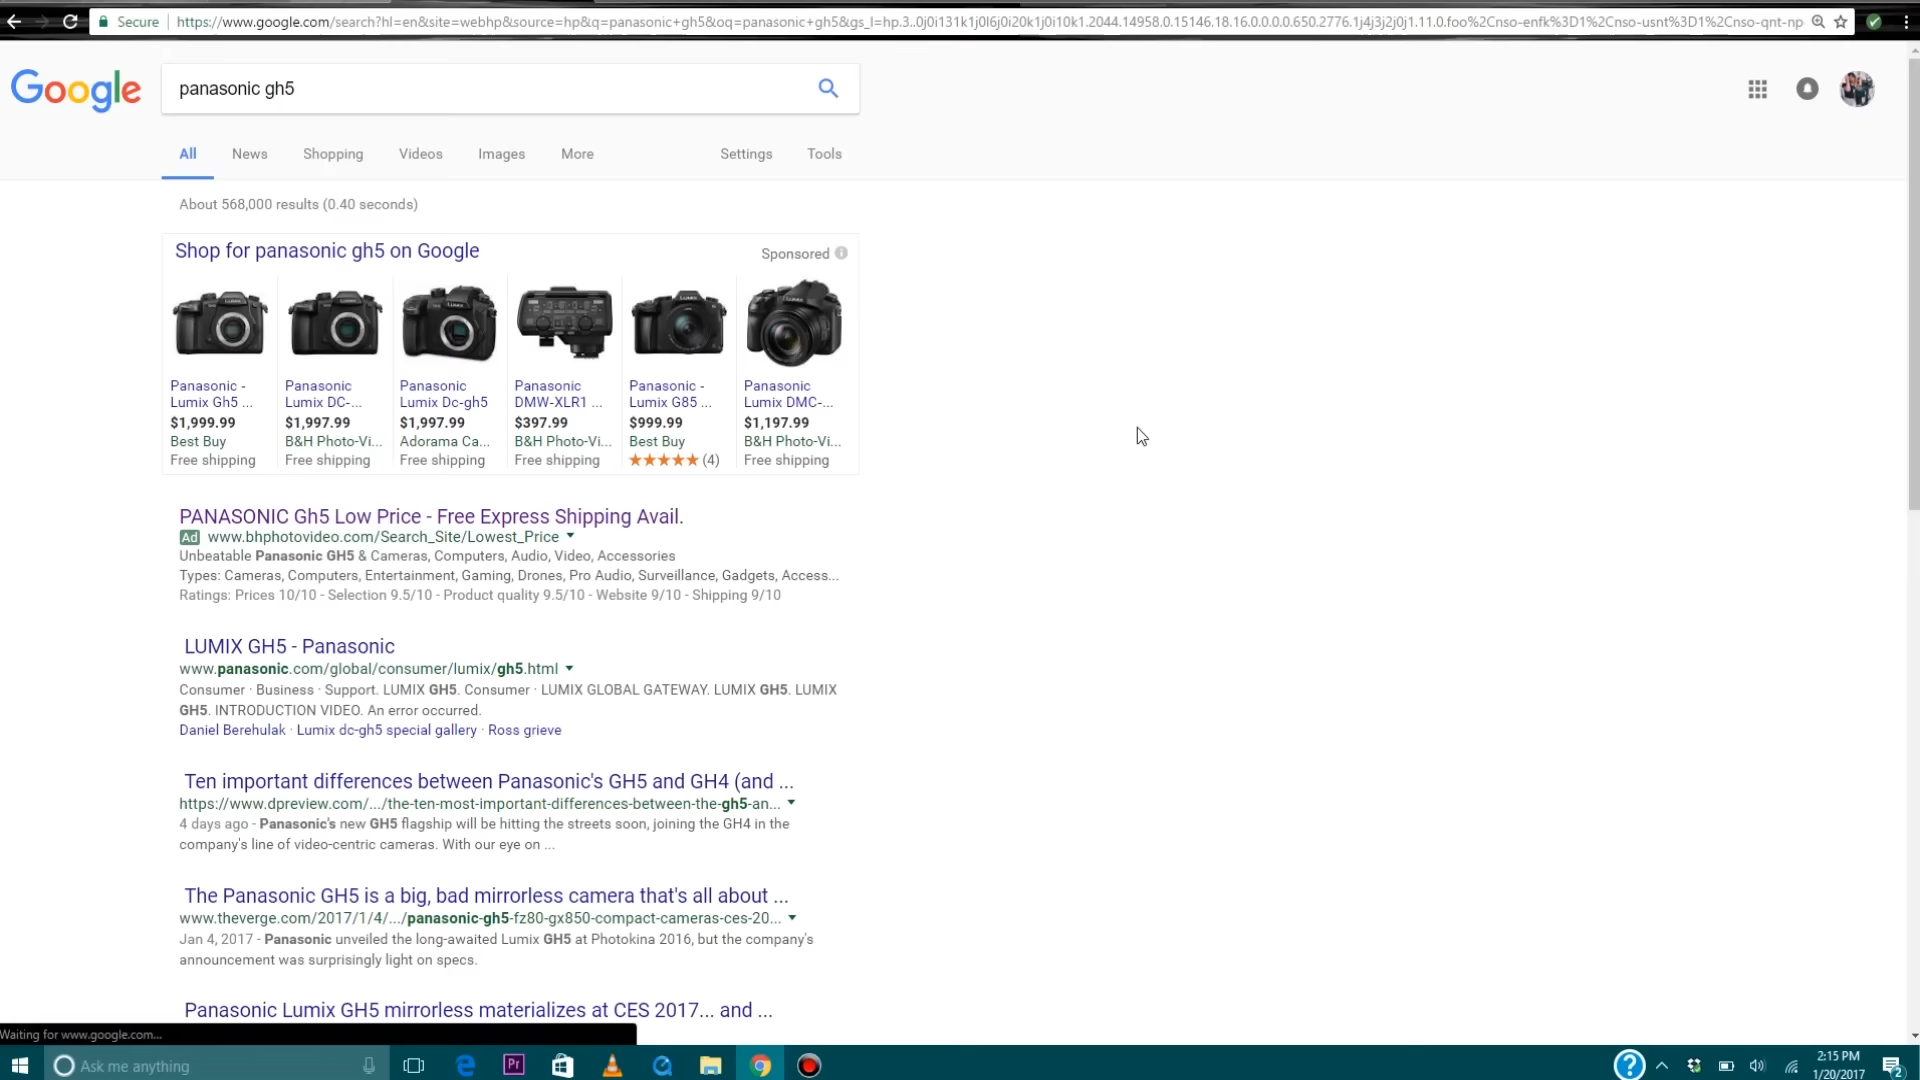 Secure https://www.google.com/search?hl=en&site=webhp&source=hp&q=panasonic+gh5&oq=panasonic+gh5&gs_l=hp.3..0j0i131k1j0l6j0i20k1j0i10k1.2044.14958.0.15146.18.16.0.0.0.0.650.2776.1j4j3j2j0j1.11.0.foo%2Cnso-enfk%3D1%2Cnso-usnt%3D1%2Cnso-qnt-np
Google panasonic gh5
All News Shopping Videos Images More Settings Tools
About 568,000 results (0.40 seconds)
Shop for panasonic gh5 on Google Sponsored
Panasonic - Panasonic Panasonic Panasonic Panasonic - Panasonic
Lumix Gh5 ... Lumix DC-... Lumix Dc-gh5 DMW-XLR1 ... Lumix G85 ... Lumix DMC-...
$1,999.99 $1,997.99 $1,997.99 $397.99 $999.99 $1,197.99
Best Buy B&H Photo-Vi... Adorama Ca... B&H Photo-Vi... Best Buy B&H Photo-Vi...
Free shipping Free shipping Free shipping Free shipping ★★★★★ (4) Free shipping
PANASONIC Gh5 Low Price - Free Express Shipping Avail.
Ad www.bhphotovideo.com/Search_Site/Lowest_Price
Unbeatable Panasonic GH5 & Cameras, Computers, Audio, Video, Accessories
Types: Cameras, Computers, Entertainment, Gaming, Drones, Pro Audio, Surveillance, Gadgets, Access...
Ratings: Prices 10/10 - Selection 9.5/10 - Product quality 9.5/10 - Website 9/10 - Shipping 9/10
LUMIX GH5 - Panasonic
www.panasonic.com/global/consumer/lumix/gh5.html
Consumer · Business · Support. LUMIX GH5. Consumer · LUMIX GLOBAL GATEWAY. LUMIX GH5. LUMIX
GH5. INTRODUCTION VIDEO. An error occurred.
Daniel Berehulak · Lumix dc-gh5 special gallery · Ross grieve
Ten important differences between Panasonic's GH5 and GH4 (and ...
https://www.dpreview.com/.../the-ten-most-important-differences-between-the-gh5-an...
4 days ago - Panasonic's new GH5 flagship will be hitting the streets soon, joining the GH4 in the
company's line of video-centric cameras. With our eye on ...
The Panasonic GH5 is a big, bad mirrorless camera that's all about ...
www.theverge.com/2017/1/4/.../panasonic-gh5-fz80-gx850-compact-cameras-ces-20...
Jan 4, 2017 - Panasonic unveiled the long-awaited Lumix GH5 at Photokina 2016, but the company's
announcement was surprisingly light on specs.
Panasonic Lumix GH5 mirrorless materializes at CES 2017... and ...
Waiting for www.google.com...
Ask me anything Pr 2:15 PM
1/20/2017 2